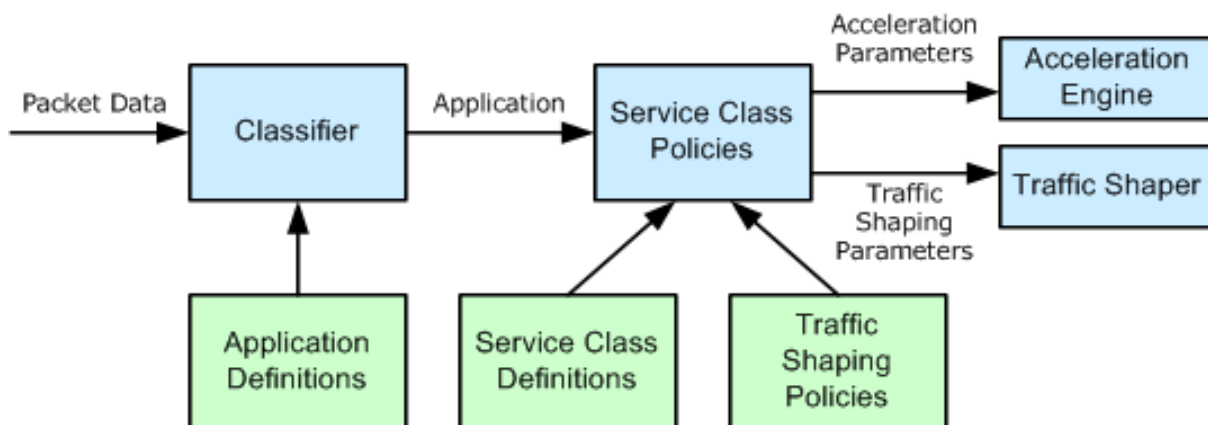 Packet Data
Classifier
Application
Service Class
Policies
Acceleration
Parameters
Acceleration
Engine
Traffic
Shaping
Parameters
Traffic Shaper
Application
Definitions
Service Class
Definitions
Traffic
Shaping
Policies